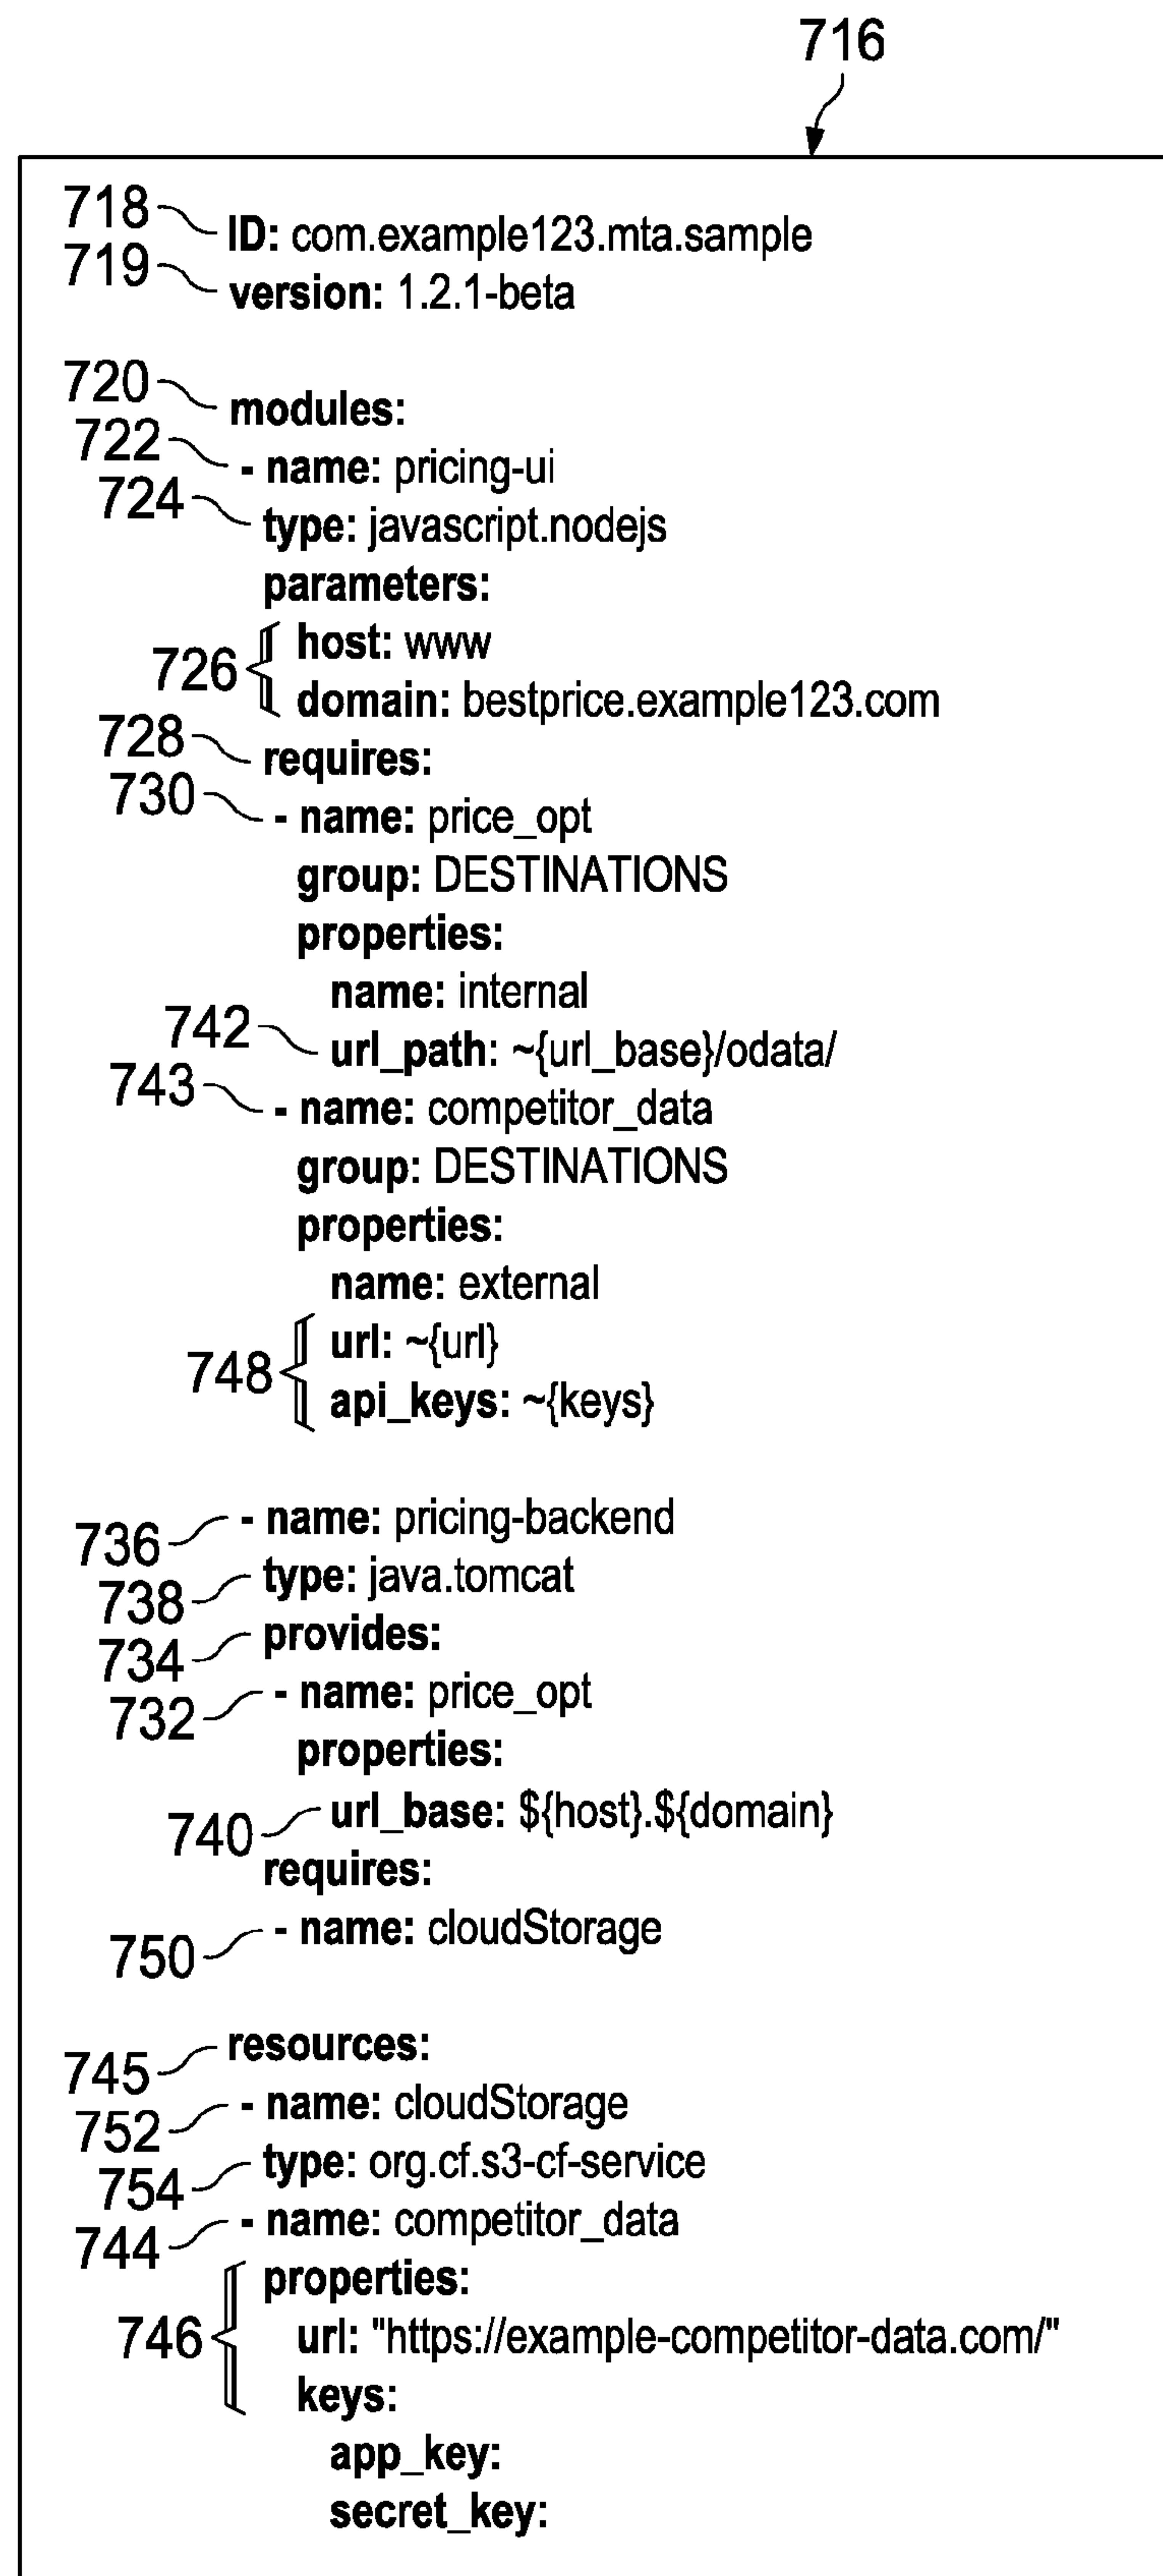 716
718 ID: com.example123.mta.sample
719 version: 1.2.1-beta
720 modules:
722 - name: pricing-ui
724 type: javascript.nodejs
parameters:
726 host: www
domain: bestprice.example123.com
728 requires:
730 - name: price_opt
group: DESTINATIONS
properties:
name: internal
742 url_path: ~{url_base}/odata/
743 - name: competitor_data
group: DESTINATIONS
properties:
name: external
748 url: ~{url}
api_keys: ~{keys}
736 - name: pricing-backend
738 type: java.tomcat
734 provides:
732 - name: price_opt
properties:
740 url_base: ${host}.${domain}
requires:
750 - name: cloudStorage
745 resources:
752 - name: cloudStorage
754 type: org.cf.s3-cf-service
744 - name: competitor_data
746 properties:
url: "https://example-competitor-data.com/"
keys:
app_key:
secret_key: